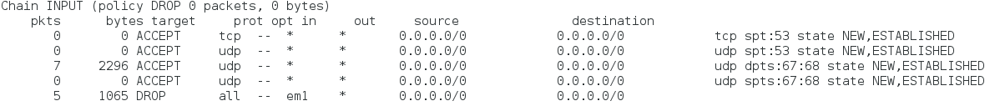 Chain INPUT (policy DROP 0 packets, 0 bytes)
pkts bytes target prot opt in out source destination
0 0 ACCEPT tcp -- * * 0.0.0.0/0 0.0.0.0/0 tcp spt:53 state NEW,ESTABLISHED
0 0 ACCEPT udp -- * * 0.0.0.0/0 0.0.0.0/0 udp spt:53 state NEW,ESTABLISHED
7 2296 ACCEPT udp -- * * 0.0.0.0/0 0.0.0.0/0 udp dpts:67:68 state NEW,ESTABLISHED
0 0 ACCEPT udp -- * * 0.0.0.0/0 0.0.0.0/0 udp spts:67:68 state NEW,ESTABLISHED
5 1065 DROP all -- em1 * 0.0.0.0/0 0.0.0.0/0